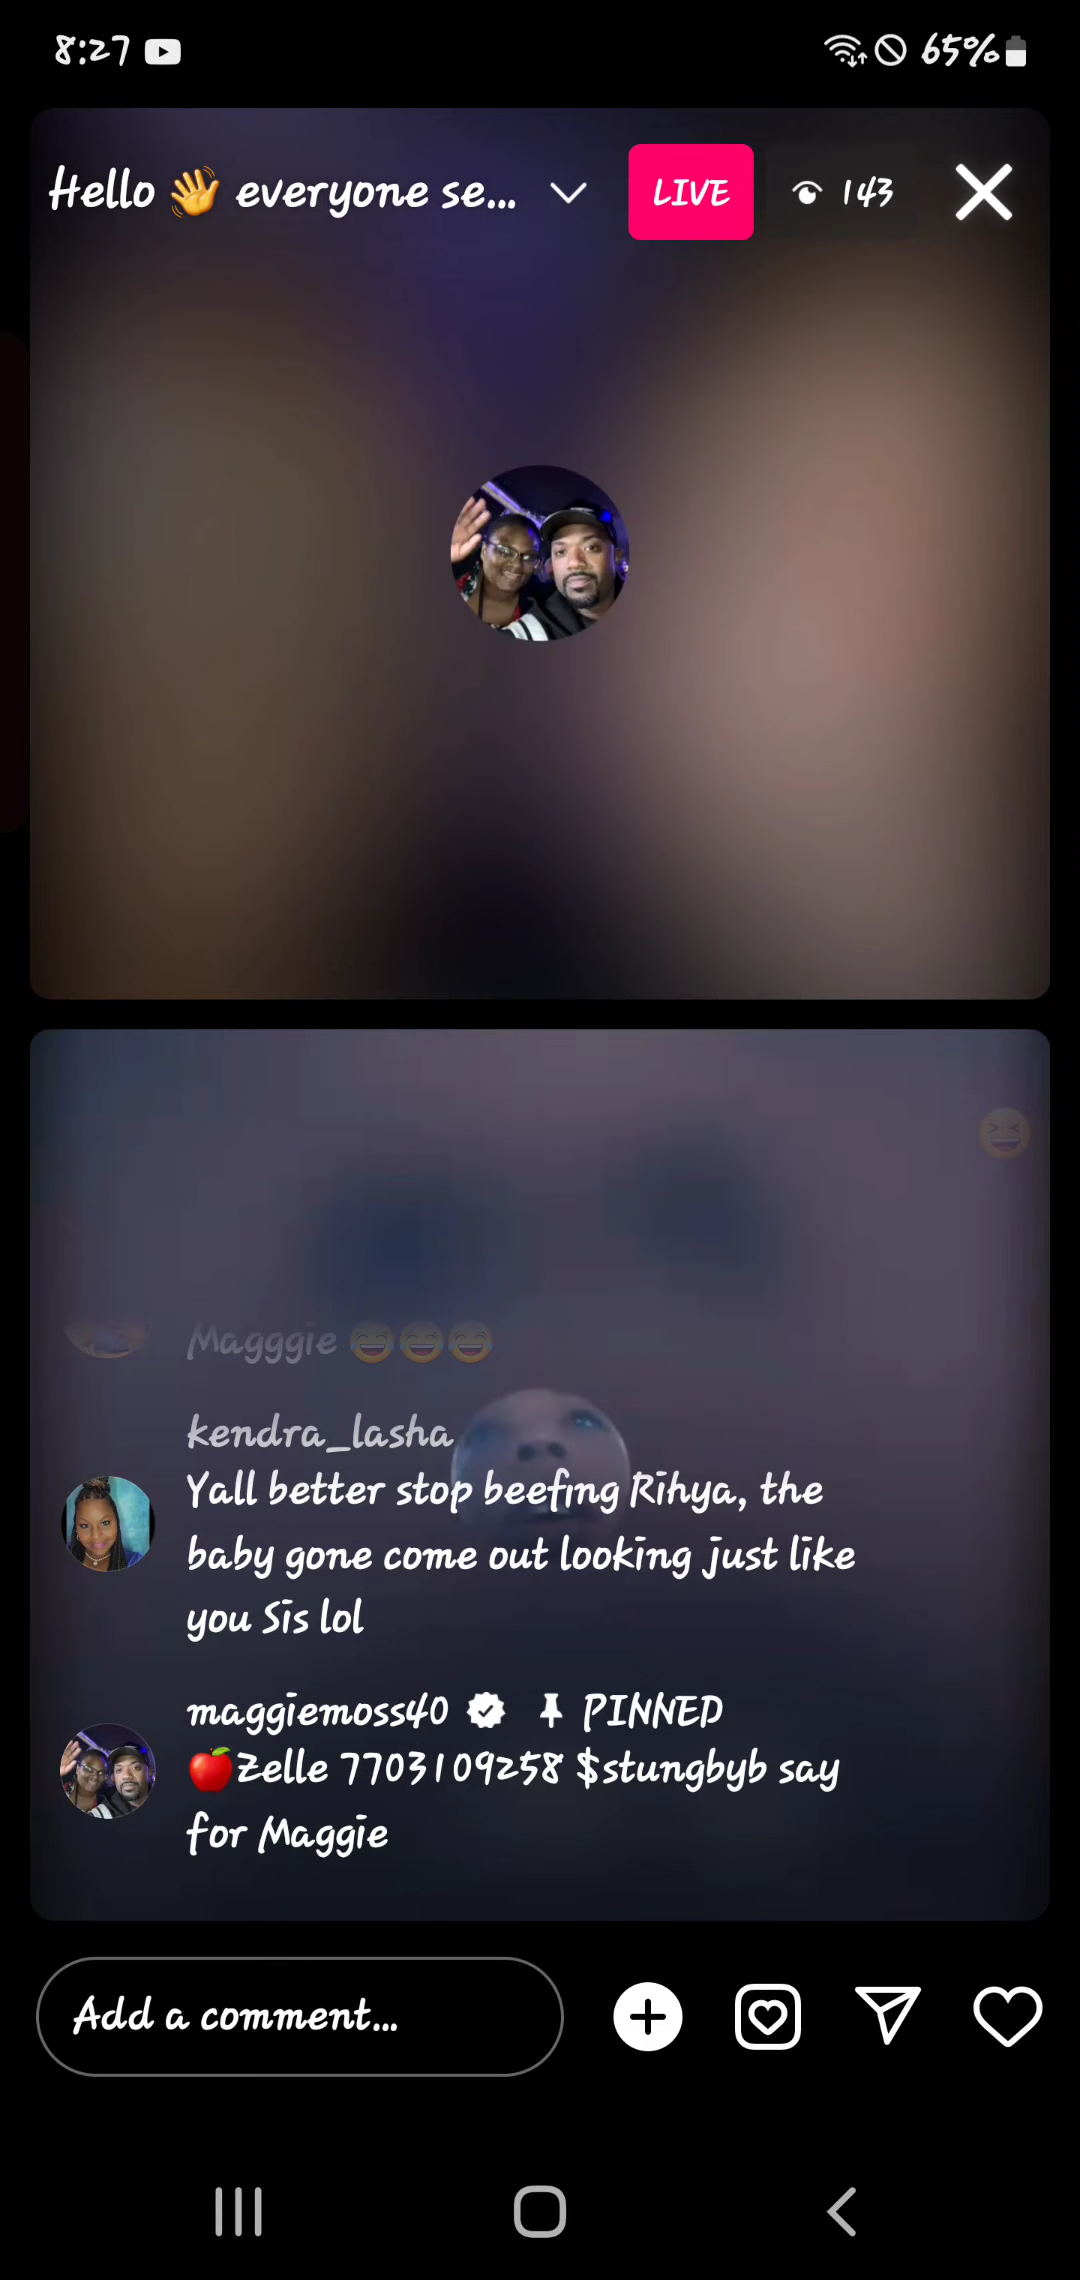 8:27 65%
Hello 👋 everyone se... LIVE 143
Magggie 😂😂😂
kendra_lasha
Yall better stop beefing Rihya, the
baby gone come out looking just like
you Sis lol
maggiemoss40 PINNED
🍎Zelle 7703109258 $stungbyb say
for Maggie
Add a comment...